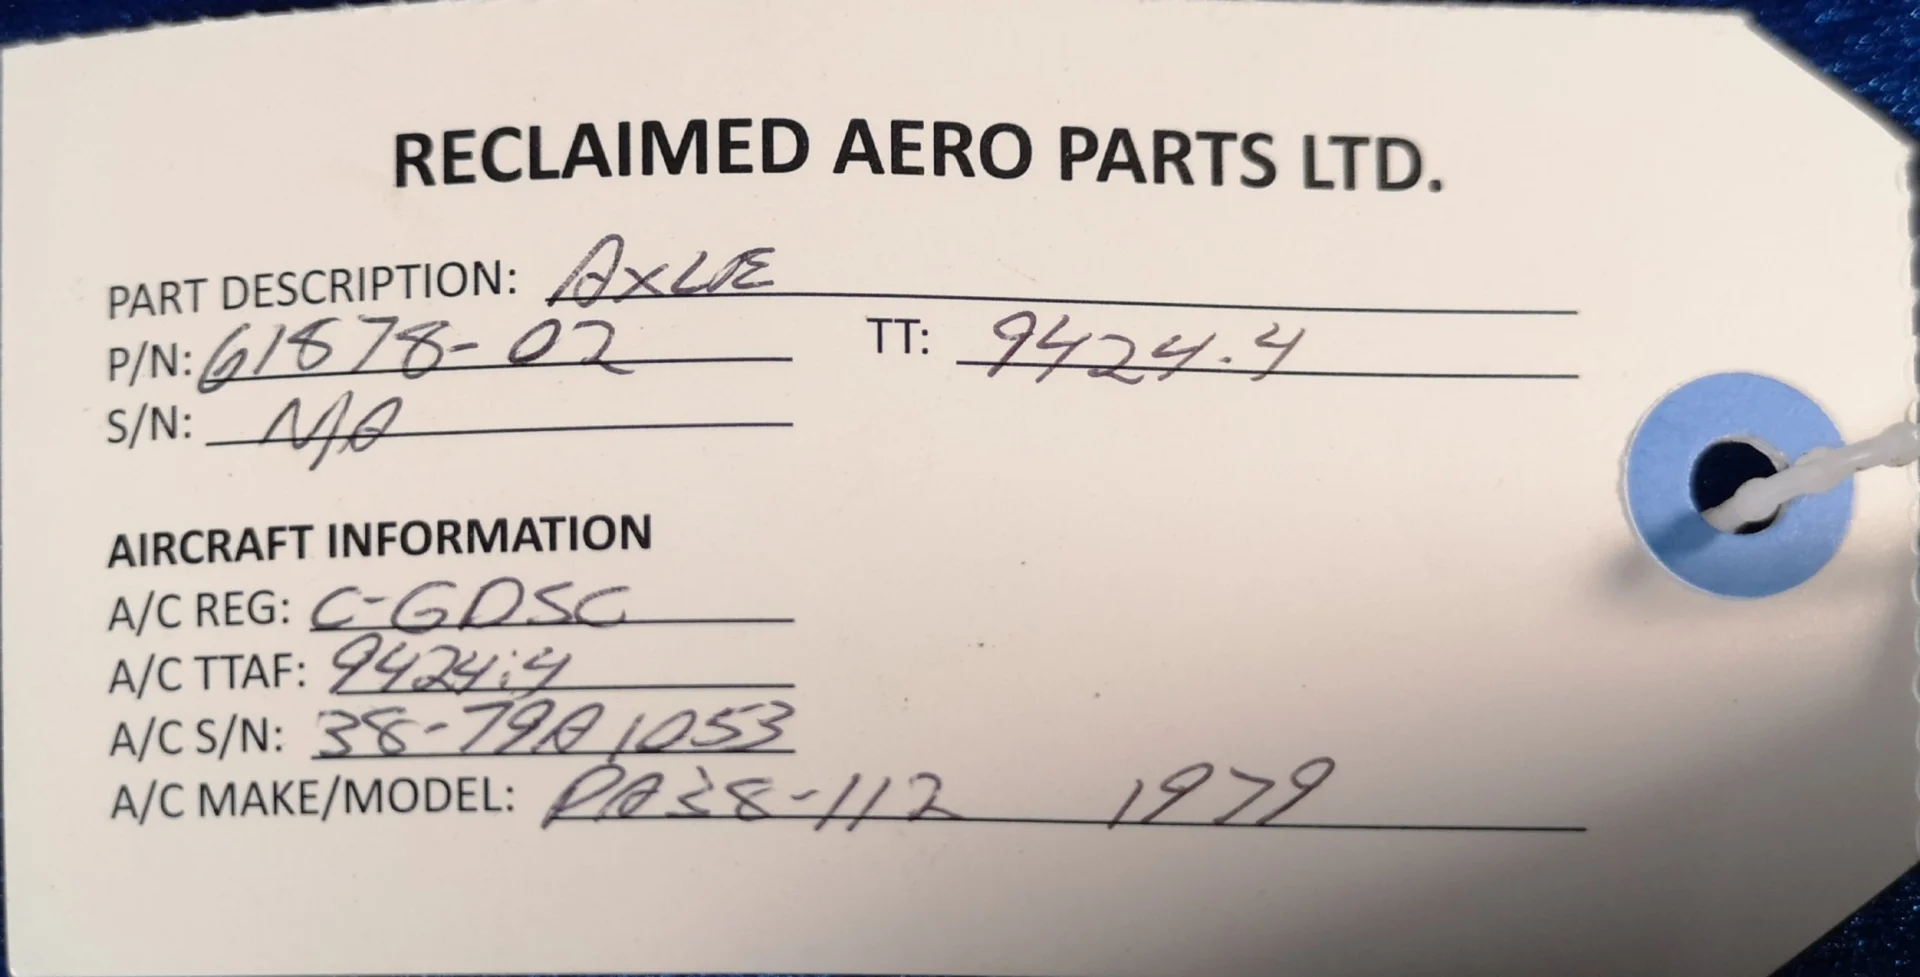 RECLAIMED AERO PARTS LTD.
PART DESCRIPTION: AXLE
P/N: 61878-02 TT: 9424.4
S/N: N/A
AIRCRAFT INFORMATION
A/C REG: C-GDSC
A/C TTAF: 9424.4
A/C S/N: 38-79A1053
A/C MAKE/MODEL: PA38-112 1979